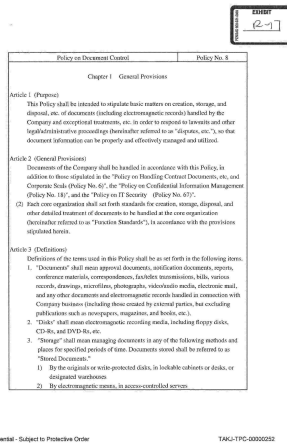 EXHIBIT
R-17
Policy on Document Control
Policy No. 8
Chapter 1 General Provisions
Article 1 (Purpose)
This Policy shall be intended to stipulate basic matters on creation, storage, and
disposal, etc. of documents (including electromagnetic records) handled by the
Company and exceptional treatments, etc. in order to respond to lawsuits and other
legal/administrative proceedings (hereinafter referred to as "disputes, etc."), so that
document information can be properly and effectively managed and utilized.
Article 2 (General Provisions)
Documents of the Company shall be handled in accordance with this Policy, in
addition to those stipulated in the "Policy on Handling Contract Documents, etc. and
Corporate Seals (Policy No. 6)", the "Policy on Confidential Information Management
(Policy No. 18)", and the "Policy on IT Security (Policy No. 67)".
(2) Each core organization shall set forth standards for creation, storage, disposal, and
other detailed treatment of documents to be handled at the core organization
(hereinafter referred to as "Function Standards"), in accordance with the provisions
stipulated herein.
Article 3 (Definitions)
Definitions of the terms used in this Policy shall be as set forth in the following items.
1. "Documents" shall mean approval documents, notification documents, reports,
conference materials, correspondences, fax/telex transmissions, bills, various
records, drawings, microfilms, photographs, video/audio media, electronic mail,
and any other documents and electromagnetic records handled in connection with
Company business (including those created by external parties, but excluding
publications such as newspapers, magazines, and books, etc.).
2. "Disks" shall mean electromagnetic recording media, including floppy disks,
CD-Rs, and DVD-Rs, etc.
3. "Storage" shall mean managing documents in any of the following methods and
places for specified periods of time. Documents stored shall be referred to as
"Stored Documents."
1) By the originals or write-protected disks, in lockable cabinets or desks, or
designated warehouses
2) By electromagnetic means, in access-controlled servers
ential - Subject to Protective Order
TAKJ-TPC-00000252